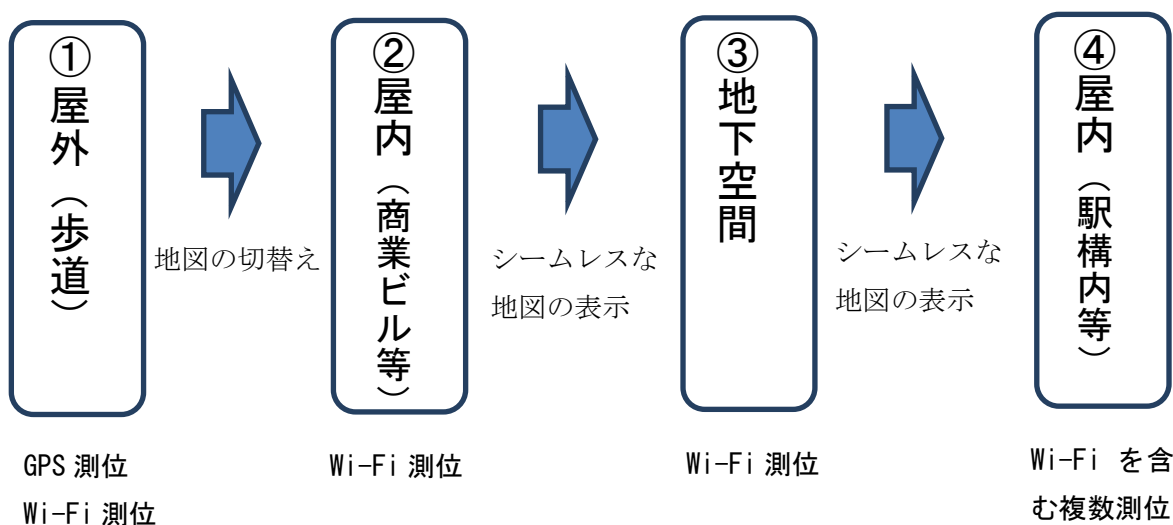 ①屋外（歩道）
地図の切替え
②屋内（商業ビル等）
シームレスな
地図の表示
③地下空間
シームレスな
地図の表示
④屋内（駅構内等）
GPS 測位
Wi-Fi 測位
Wi-Fi 測位
Wi-Fi 測位
Wi-Fi を含
む複数測位